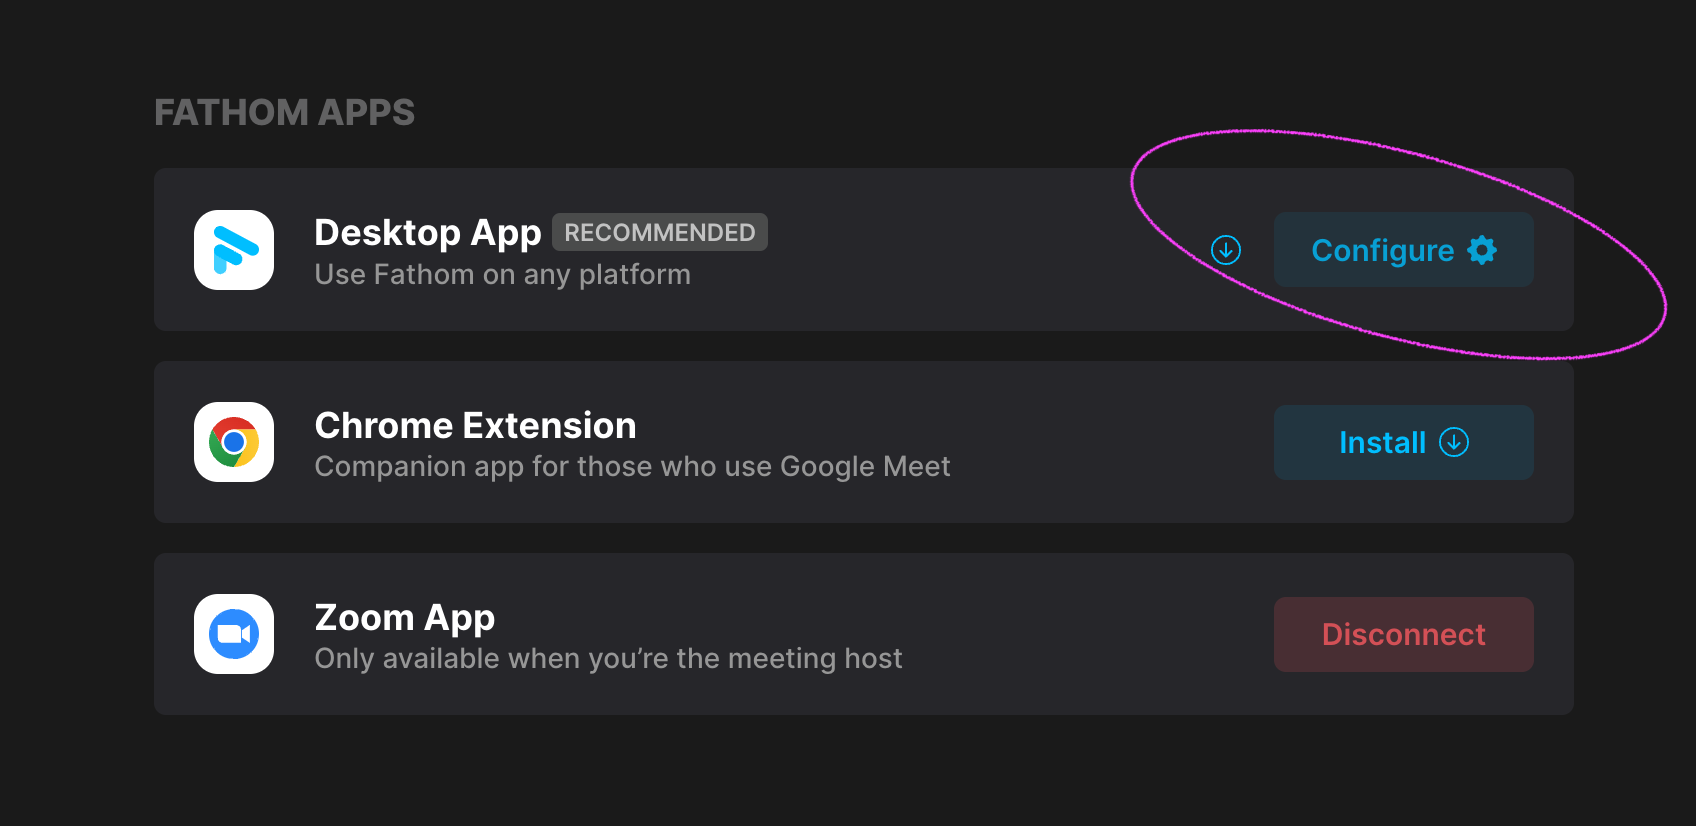 FATHOM APPS
Desktop App RECOMMENDED
Use Fathom on any platform
Configure
Chrome Extension
Companion app for those who use Google Meet
Install
Zoom App
Only available when you’re the meeting host
Disconnect